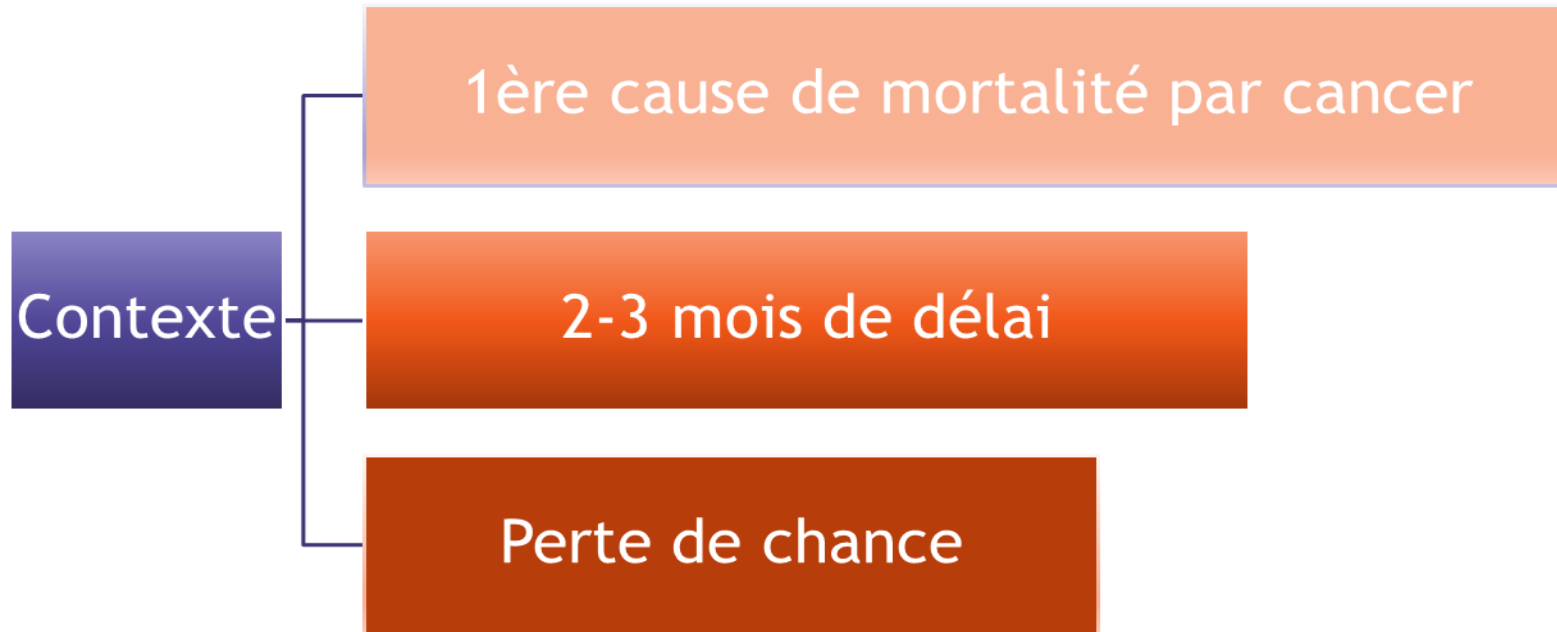 1ère cause de mortalité par cancer
Contexte
2-3 mois de délai
Perte de chance